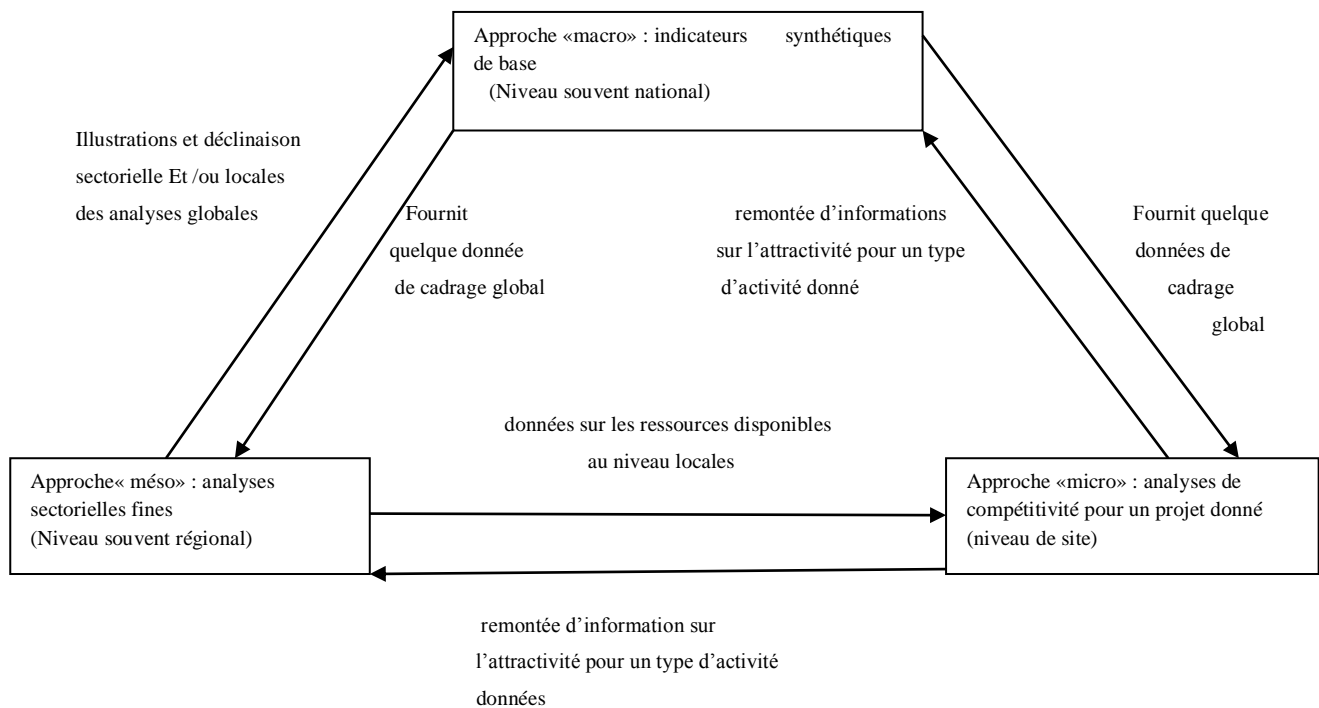 Approche «macro» : indicateurs synthétiques
de base
(Niveau souvent national)
Illustrations et déclinaison
sectorielle Et /ou locales
des analyses globales
Fournit
quelque donnée
de cadrage global
remontée d’informations
sur l’attractivité pour un type
d’activité donné
Fournit quelque
données de
cadrage
global
données sur les ressources disponibles
au niveau locales
Approche« méso» : analyses
sectorielles fines
(Niveau souvent régional)
Approche «micro» : analyses de
compétitivité pour un projet donné
(niveau de site)
remontée d’information sur
l’attractivité pour un type d’activité
données